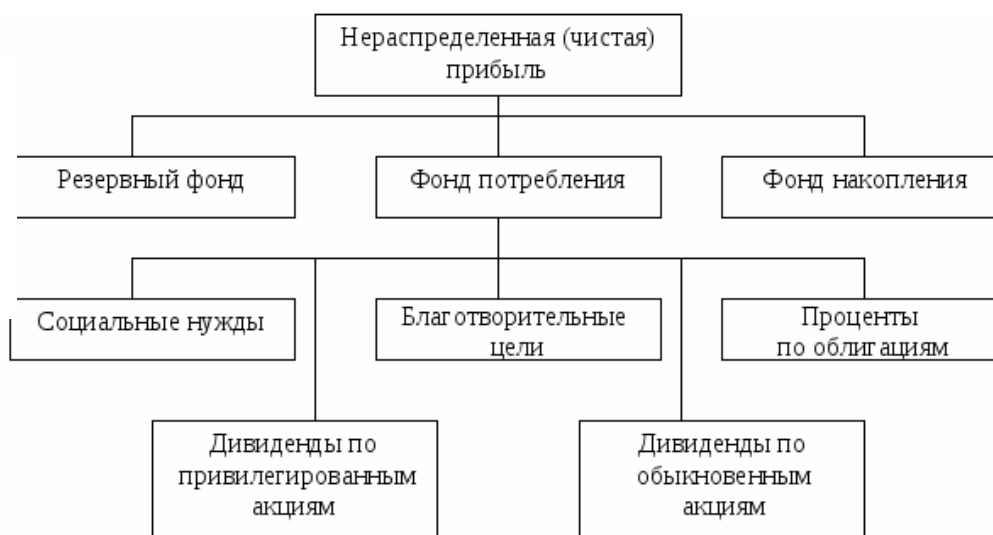 Нераспределенная (чистая)
прибыль
Резервный фонд
Фонд потребления
Фонд накопления
Социальные нужды
Благотворительные
цели
Проценты
по облигациям
Дивиденды по
привилегированным
акциям
Дивиденды по
обыкновенным
акциям